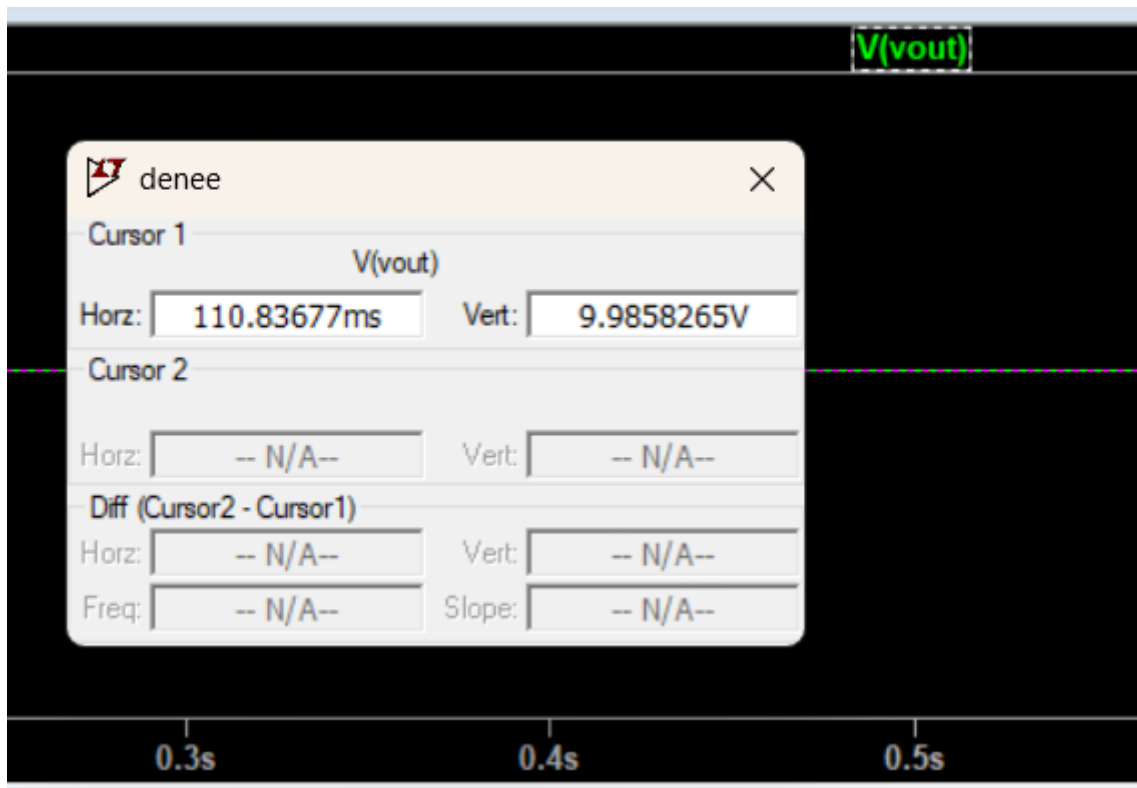 V(vout)
denee
Cursor 1
V(vout)
Horz: 110.83677ms Vert: 9.9858265V
Cursor 2
Horz: -- N/A-- Vert: -- N/A--
Diff (Cursor2 - Cursor1)
Horz: -- N/A-- Vert: -- N/A--
Freq: -- N/A-- Slope: -- N/A--
0.3s 0.4s 0.5s